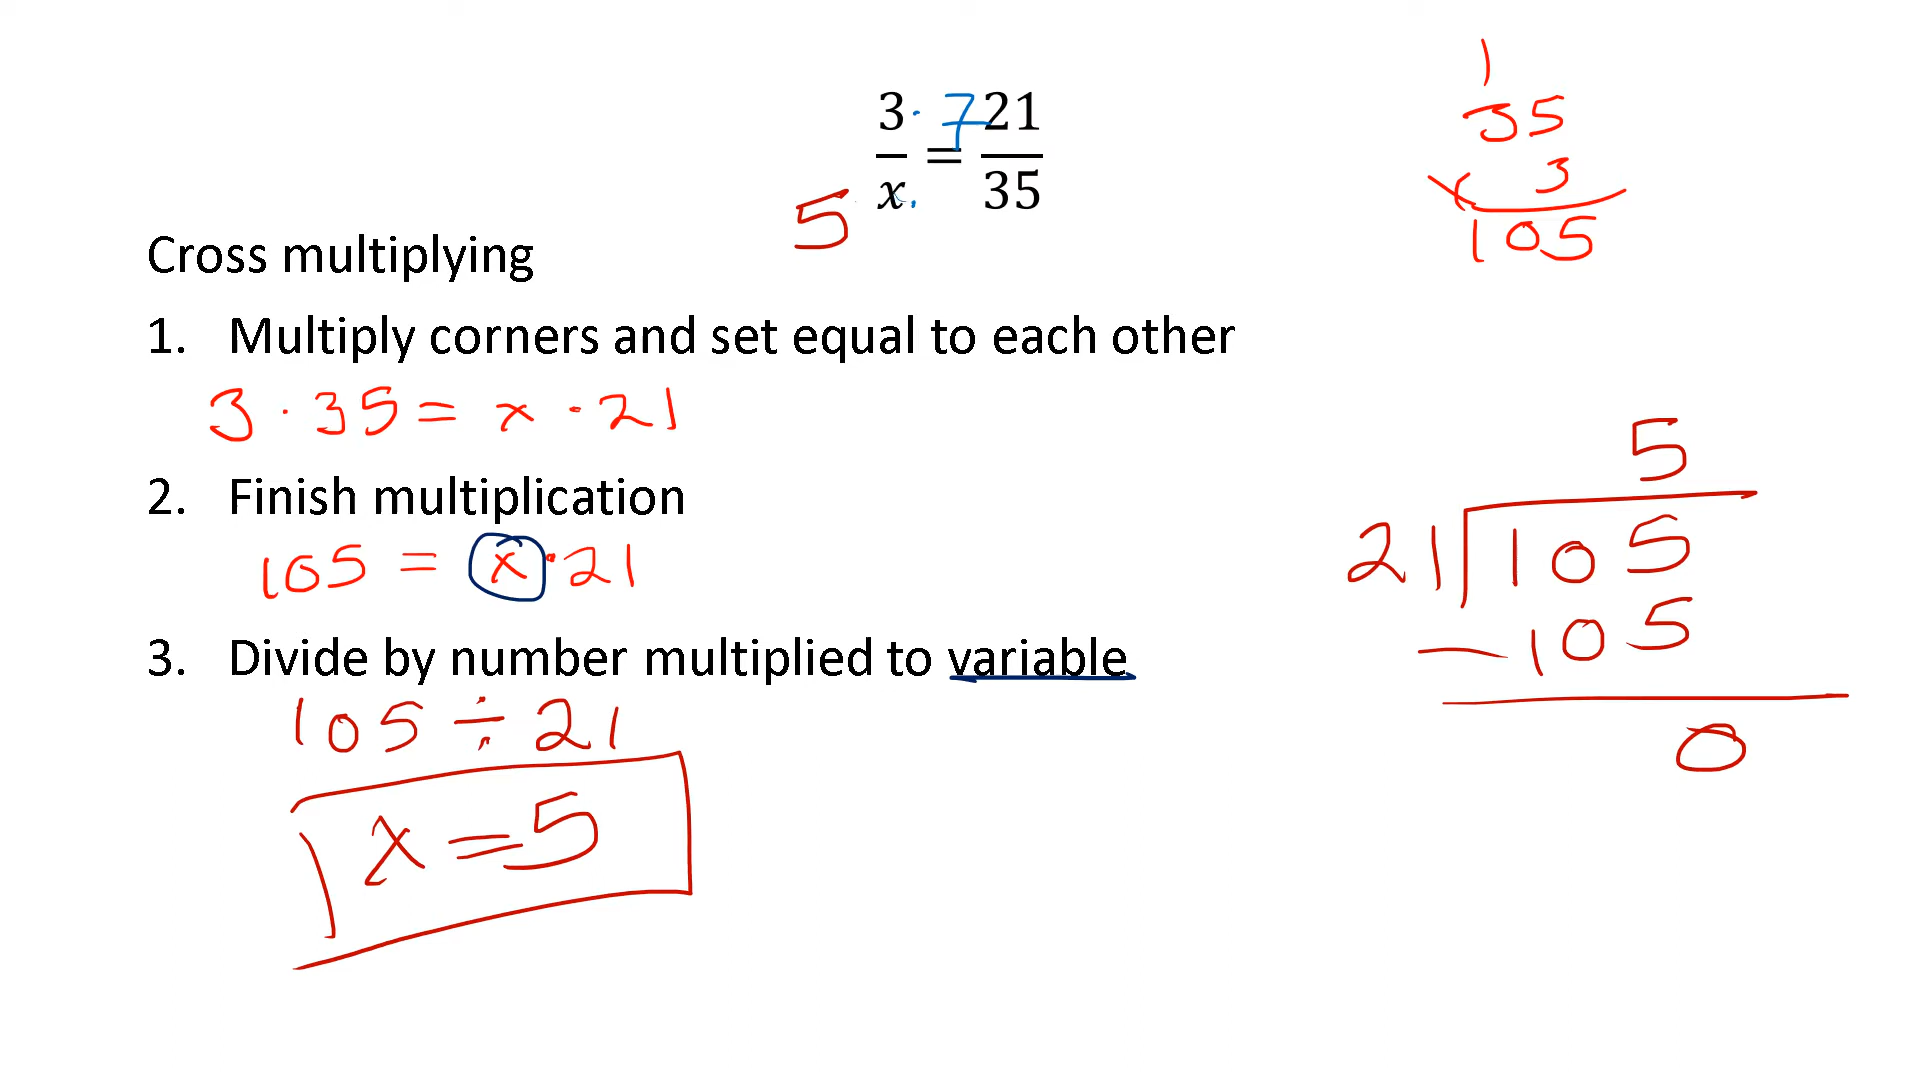 3 · 7 21
— = —
5 x · 35
Cross multiplying
1. Multiply corners and set equal to each other
3 · 35 = x · 21
2. Finish multiplication
105 = x · 21
3. Divide by number multiplied to variable
105 ÷ 21
x = 5
1
35
x 3
105
5
21 105
- 105
0